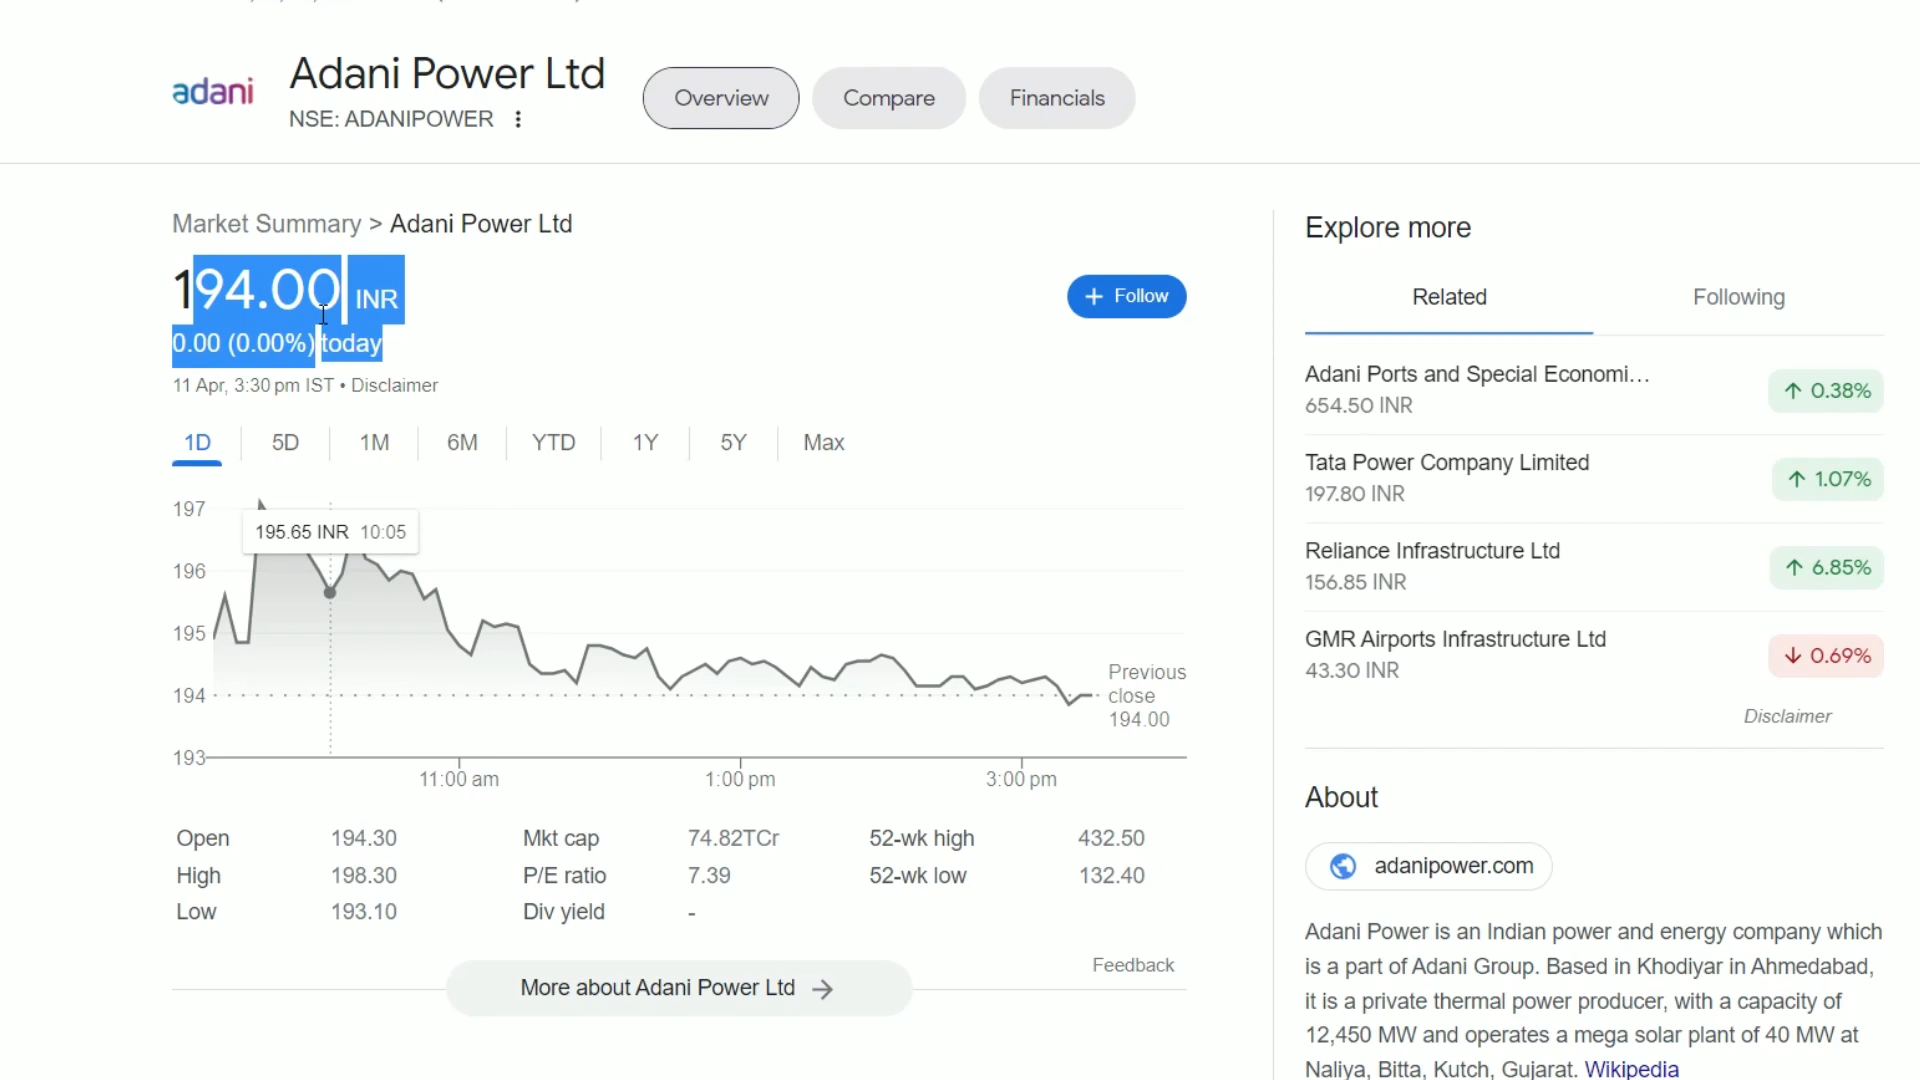 adani
Adani Power Ltd
NSE: ADANIPOWER
Overview
Compare
Financials
Market Summary > Adani Power Ltd
194.00 INR
0.00 (0.00%) today
11 Apr, 3:30 pm IST • Disclaimer
+ Follow
1D 5D 1M 6M YTD 1Y 5Y Max
197
196
195
194
193
195.65 INR 10:05
Previous
close
194.00
11:00 am 1:00 pm 3:00 pm
Open 194.30 Mkt cap 74.82TCr 52-wk high 432.50
High 198.30 P/E ratio 7.39 52-wk low 132.40
Low 193.10 Div yield -
Feedback
More about Adani Power Ltd →
Explore more
Related Following
Adani Ports and Special Economi…
654.50 INR
↑ 0.38%
Tata Power Company Limited
197.80 INR
↑ 1.07%
Reliance Infrastructure Ltd
156.85 INR
↑ 6.85%
GMR Airports Infrastructure Ltd
43.30 INR
↓ 0.69%
Disclaimer
About
adanipower.com
Adani Power is an Indian power and energy company which
is a part of Adani Group. Based in Khodiyar in Ahmedabad,
it is a private thermal power producer, with a capacity of
12,450 MW and operates a mega solar plant of 40 MW at
Naliya, Bitta, Kutch, Gujarat. Wikipedia